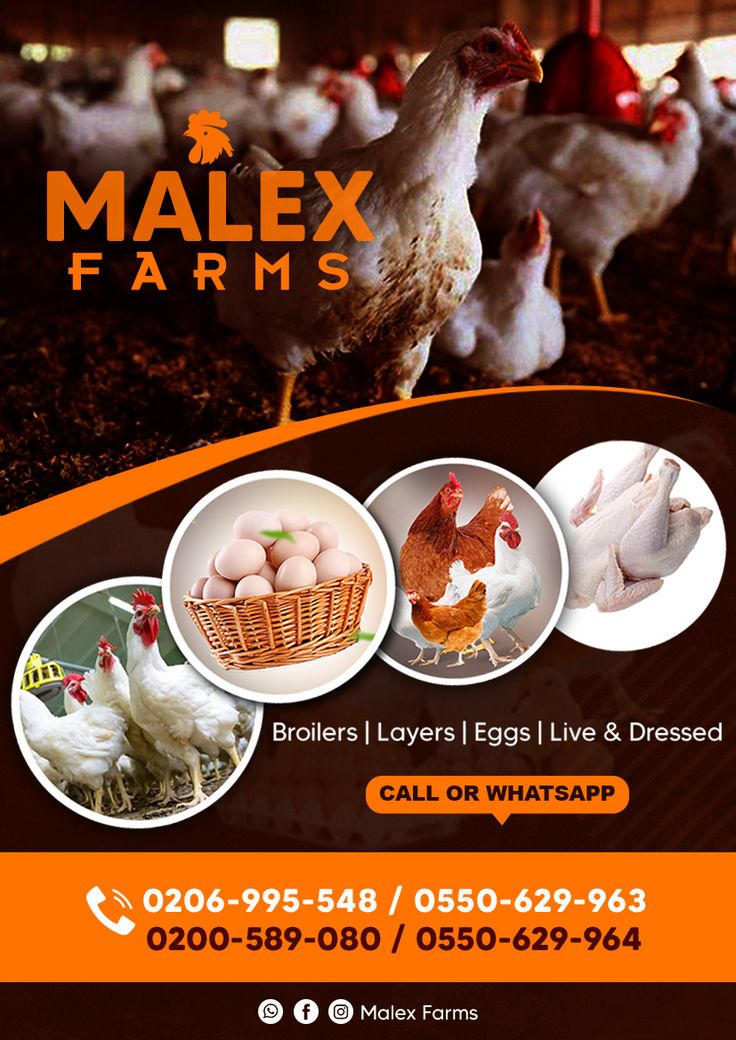 MALEX
FARMS
Broilers | Layers | Eggs | Live & Dressed
CALL OR WHATSAPP
0206-995-548 / 0550-629-963
0200-589-080 / 0550-629-964
Malex Farms